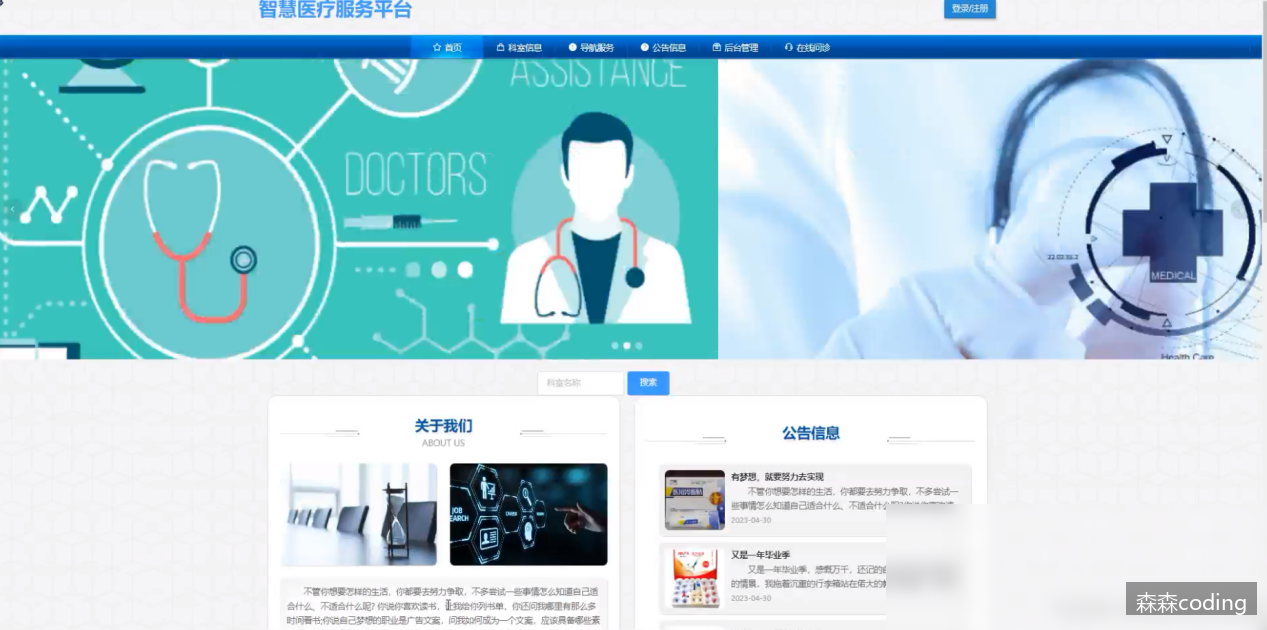 智慧医疗服务平台
登录/注册
首页 科室信息 导航服务 公告信息 后台管理 在线问诊
ASSISTANCE
DOCTORS
MEDICAL
Health Care
科室名称 搜索
关于我们
ABOUT US
JOB
公告信息
有梦想，就要努力去实现
不管你想要怎样的生活，你都要去努力争取，不多尝试一
些事情怎么知道自己适合什么、不适合什么
2023-04-30
又是一年毕业季
又是一年毕业季，感慨万千，还记的
的情景，我拖着沉重的行李箱站在偌大的
2023-04-30
不管你想要怎样的生活，你都要去努力争取，不多尝试一些事情怎么知道自己适
合什么、不适合什么呢? 你说你喜欢读书，让我给你列书单，你还问我哪里有那么多
时间看书;你说自己梦想的职业是广告文案，问我如何成为一个文案，应该具备哪些素
森森coding